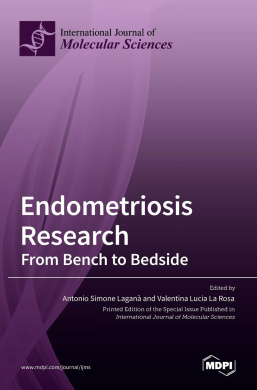 International Journal of
Molecular Sciences
Endometriosis
Research
From Bench to Bedside
Edited by
Antonio Simone Laganà and Valentina Lucia La Rosa
Printed Edition of the Special Issue Published in
International Journal of Molecular Sciences
www.mdpi.com/journal/ijms
MDPI